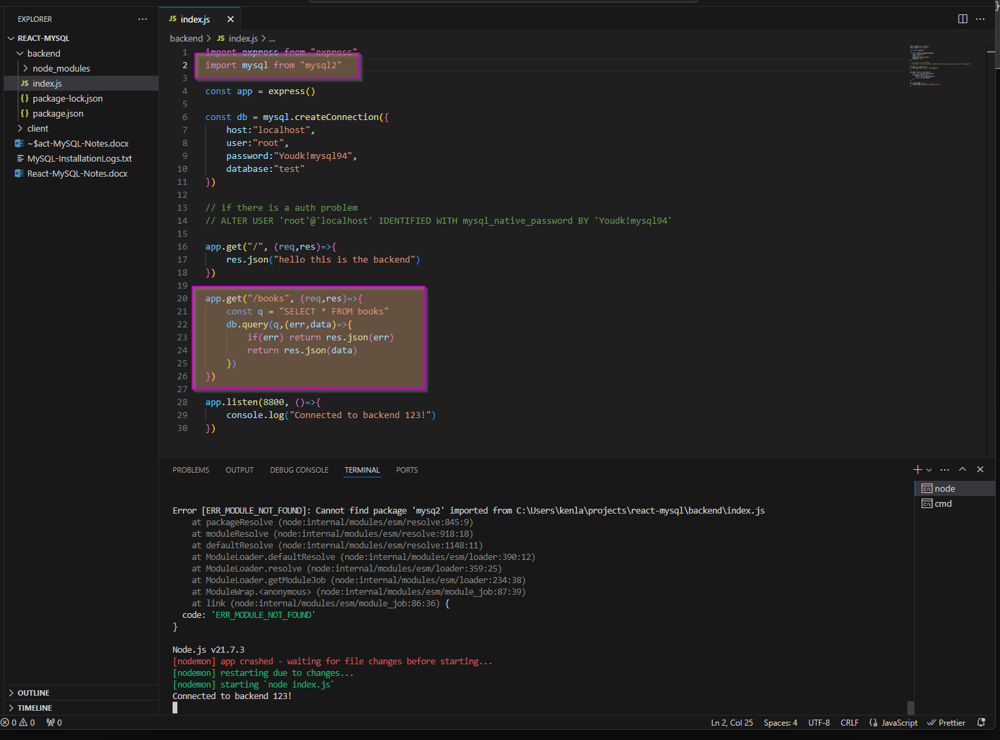 EXPLORER
...
JS index.js ×
REACT-MYSQL
backend
node_modules
JS index.js
{} package-lock.json
{} package.json
client
~$act-MySQL-Notes.docx
MySQL-InstallationLogs.txt
React-MySQL-Notes.docx
OUTLINE
TIMELINE
backend > JS index.js > ...
1 import express from "express"
2 import mysql from "mysql2"
3
4 const app = express()
5
6 const db = mysql.createConnection({
7 host:"localhost",
8 user:"root",
9 password:"Youdk!mysql94",
10 database:"test"
11 })
12
13 // if there is a auth problem
14 // ALTER USER 'root'@'localhost' IDENTIFIED WITH mysql_native_password BY 'Youdk!mysql94'
15
16 app.get("/", (req,res)=>{
17 res.json("hello this is the backend")
18 })
19
20 app.get("/books", (req,res)=>{
21 const q = "SELECT * FROM books"
22 db.query(q,(err,data)=>{
23 if(err) return res.json(err)
24 return res.json(data)
25 })
26 })
27
28 app.listen(8800, ()=>{
29 console.log("Connected to backend 123!")
30 })
PROBLEMS OUTPUT DEBUG CONSOLE TERMINAL PORTS
node
cmd
Error [ERR_MODULE_NOT_FOUND]: Cannot find package 'mysq2' imported from C:\Users\kenla\projects\react-mysql\backend\index.js
at packageResolve (node:internal/modules/esm/resolve:845:9)
at moduleResolve (node:internal/modules/esm/resolve:918:18)
at defaultResolve (node:internal/modules/esm/resolve:1148:11)
at ModuleLoader.defaultResolve (node:internal/modules/esm/loader:390:12)
at ModuleLoader.resolve (node:internal/modules/esm/loader:359:25)
at ModuleLoader.getModuleJob (node:internal/modules/esm/loader:234:38)
at ModuleWrap.<anonymous> (node:internal/modules/esm/module_job:87:39)
at link (node:internal/modules/esm/module_job:86:36) {
code: 'ERR_MODULE_NOT_FOUND'
}
Node.js v21.7.3
[nodemon] app crashed - waiting for file changes before starting...
[nodemon] restarting due to changes...
[nodemon] starting `node index.js`
Connected to backend 123!
0 0 0
Ln 2, Col 25 Spaces: 4 UTF-8 CRLF JavaScript Prettier